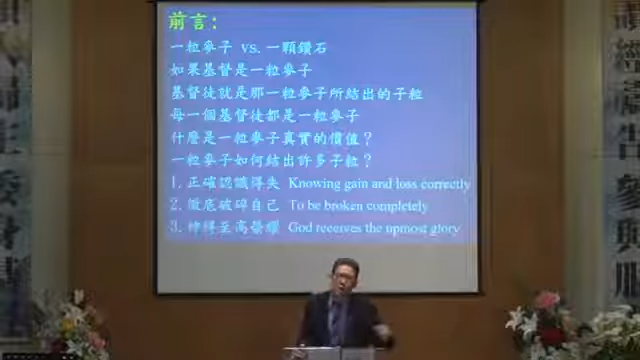 前言:
一粒麥子 vs. 一顆鑽石
如果基督是一粒麥子
基督徒就是那一粒麥子所結出的子粒
每一個基督徒都是一粒麥子
什麼是一粒麥子真實的價值？
一粒麥子如何結出許多子粒？
1. 正確認識得失 Knowing gain and loss correctly
2. 徹底破碎自己 To be broken completely
3. 神得至高榮耀 God receives the upmost glory